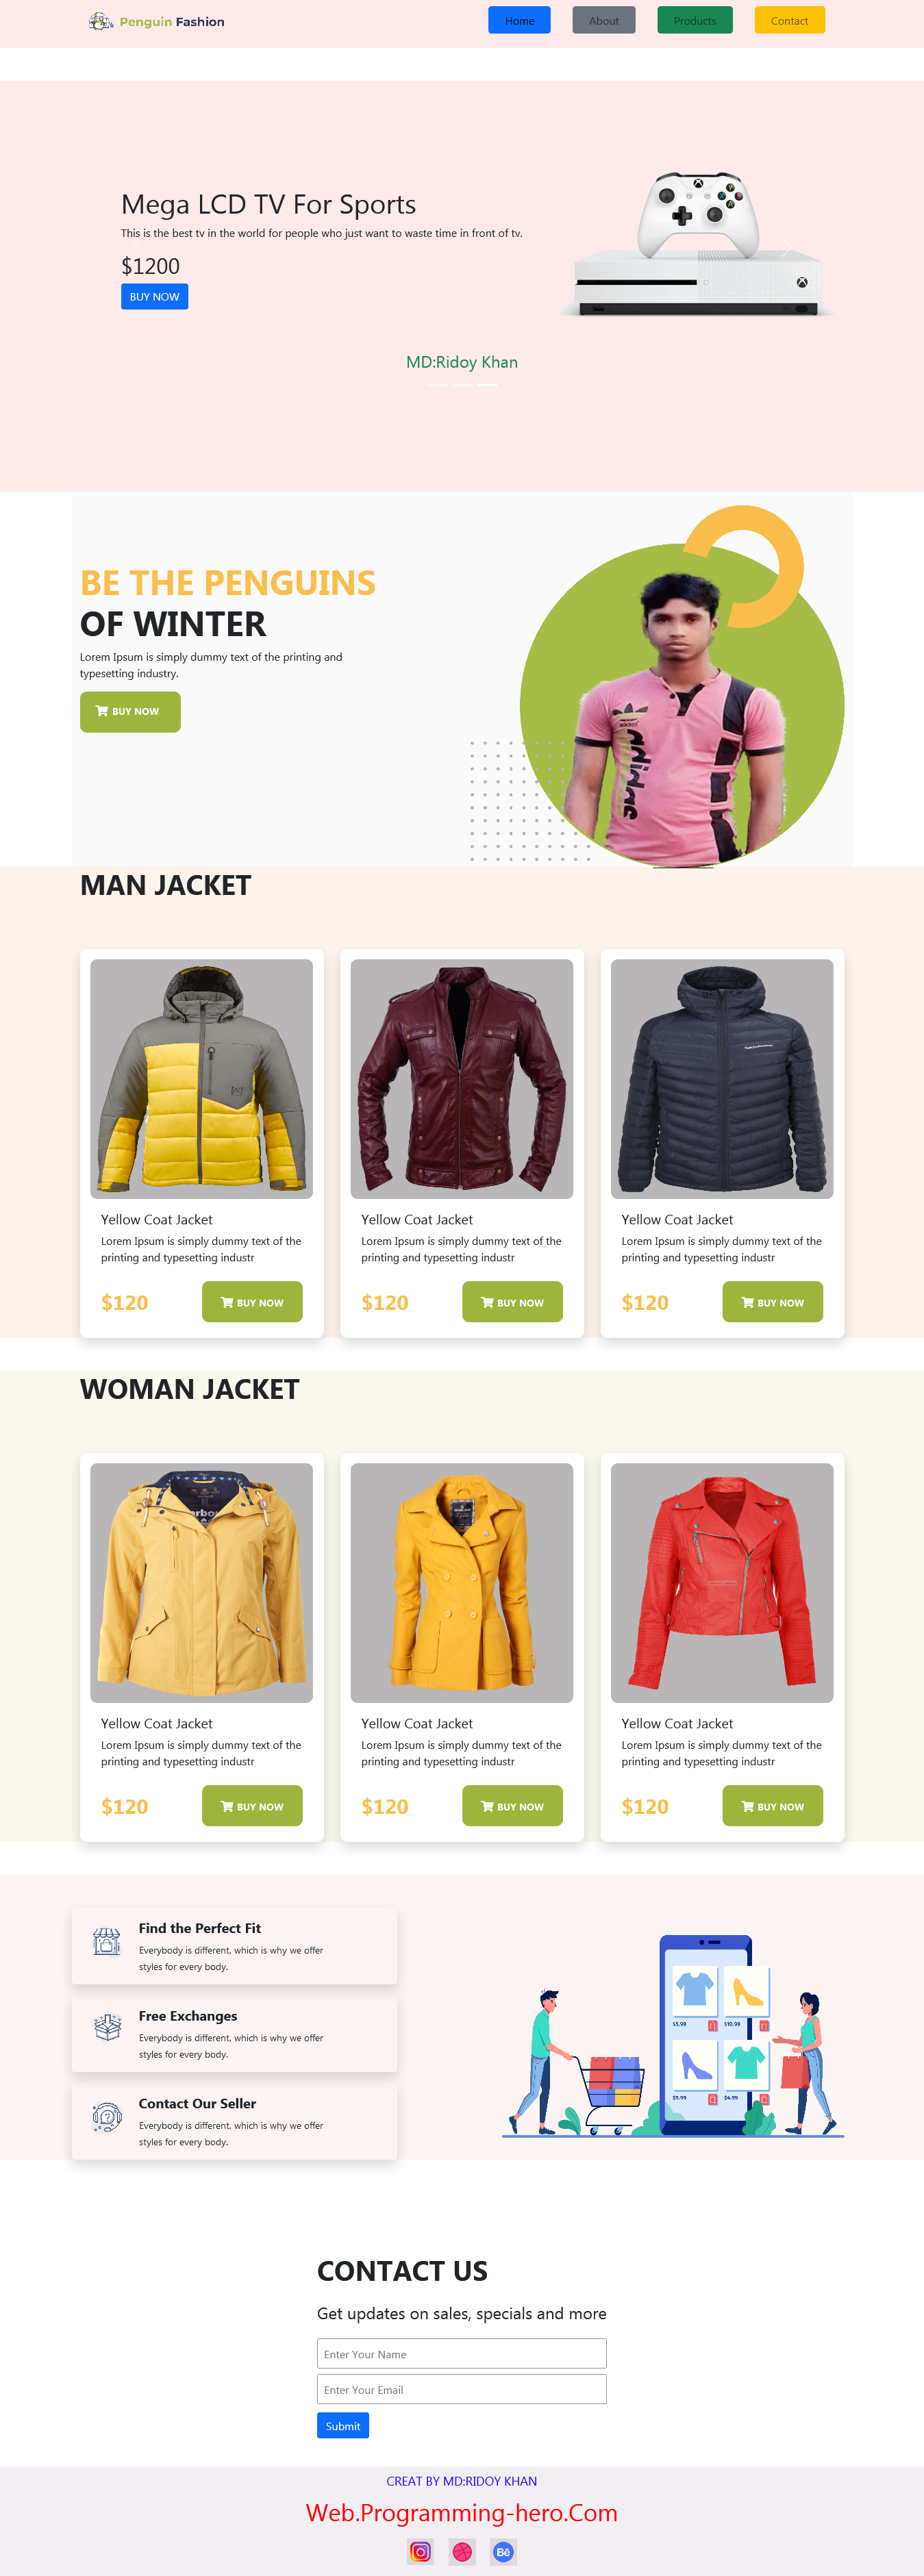 Penguin Fashion
Home
About
Products
Contact
Mega LCD TV For Sports
This is the best tv in the world for people who just want to waste time in front of tv.
$1200
BUY NOW
MD:Ridoy Khan
BE THE PENGUINS
OF WINTER
Lorem Ipsum is simply dummy text of the printing and
typesetting industry.
BUY NOW
adidas
MAN JACKET
Yellow Coat Jacket
Lorem Ipsum is simply dummy text of the
printing and typesetting industr
$120
BUY NOW
Yellow Coat Jacket
Lorem Ipsum is simply dummy text of the
printing and typesetting industr
$120
BUY NOW
Yellow Coat Jacket
Lorem Ipsum is simply dummy text of the
printing and typesetting industr
$120
BUY NOW
WOMAN JACKET
Yellow Coat Jacket
Lorem Ipsum is simply dummy text of the
printing and typesetting industr
$120
BUY NOW
Yellow Coat Jacket
Lorem Ipsum is simply dummy text of the
printing and typesetting industr
$120
BUY NOW
Yellow Coat Jacket
Lorem Ipsum is simply dummy text of the
printing and typesetting industr
$120
BUY NOW
Find the Perfect Fit
Everybody is different, which is why we offer
styles for every body.
Free Exchanges
Everybody is different, which is why we offer
styles for every body.
Contact Our Seller
Everybody is different, which is why we offer
styles for every body.
$5.99
$10.99
$9.99
$4.99
CONTACT US
Get updates on sales, specials and more
Enter Your Name
Enter Your Email
Submit
CREAT BY MD:RIDOY KHAN
Web.Programming-hero.Com
Bē